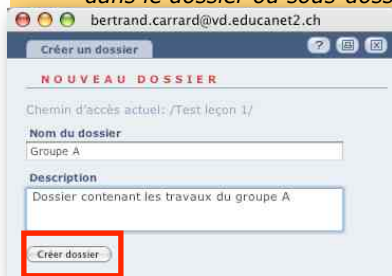 dans le dossier ou sous-doss
bertrand.carrard@vd.educanet2.ch
Créer un dossier
NOUVEAU DOSSIER
Chemin d'accès actuel: /Test leçon 1/
Nom du dossier
Groupe A
Description
Dossier contenant les travaux du groupe A
Créer dossier